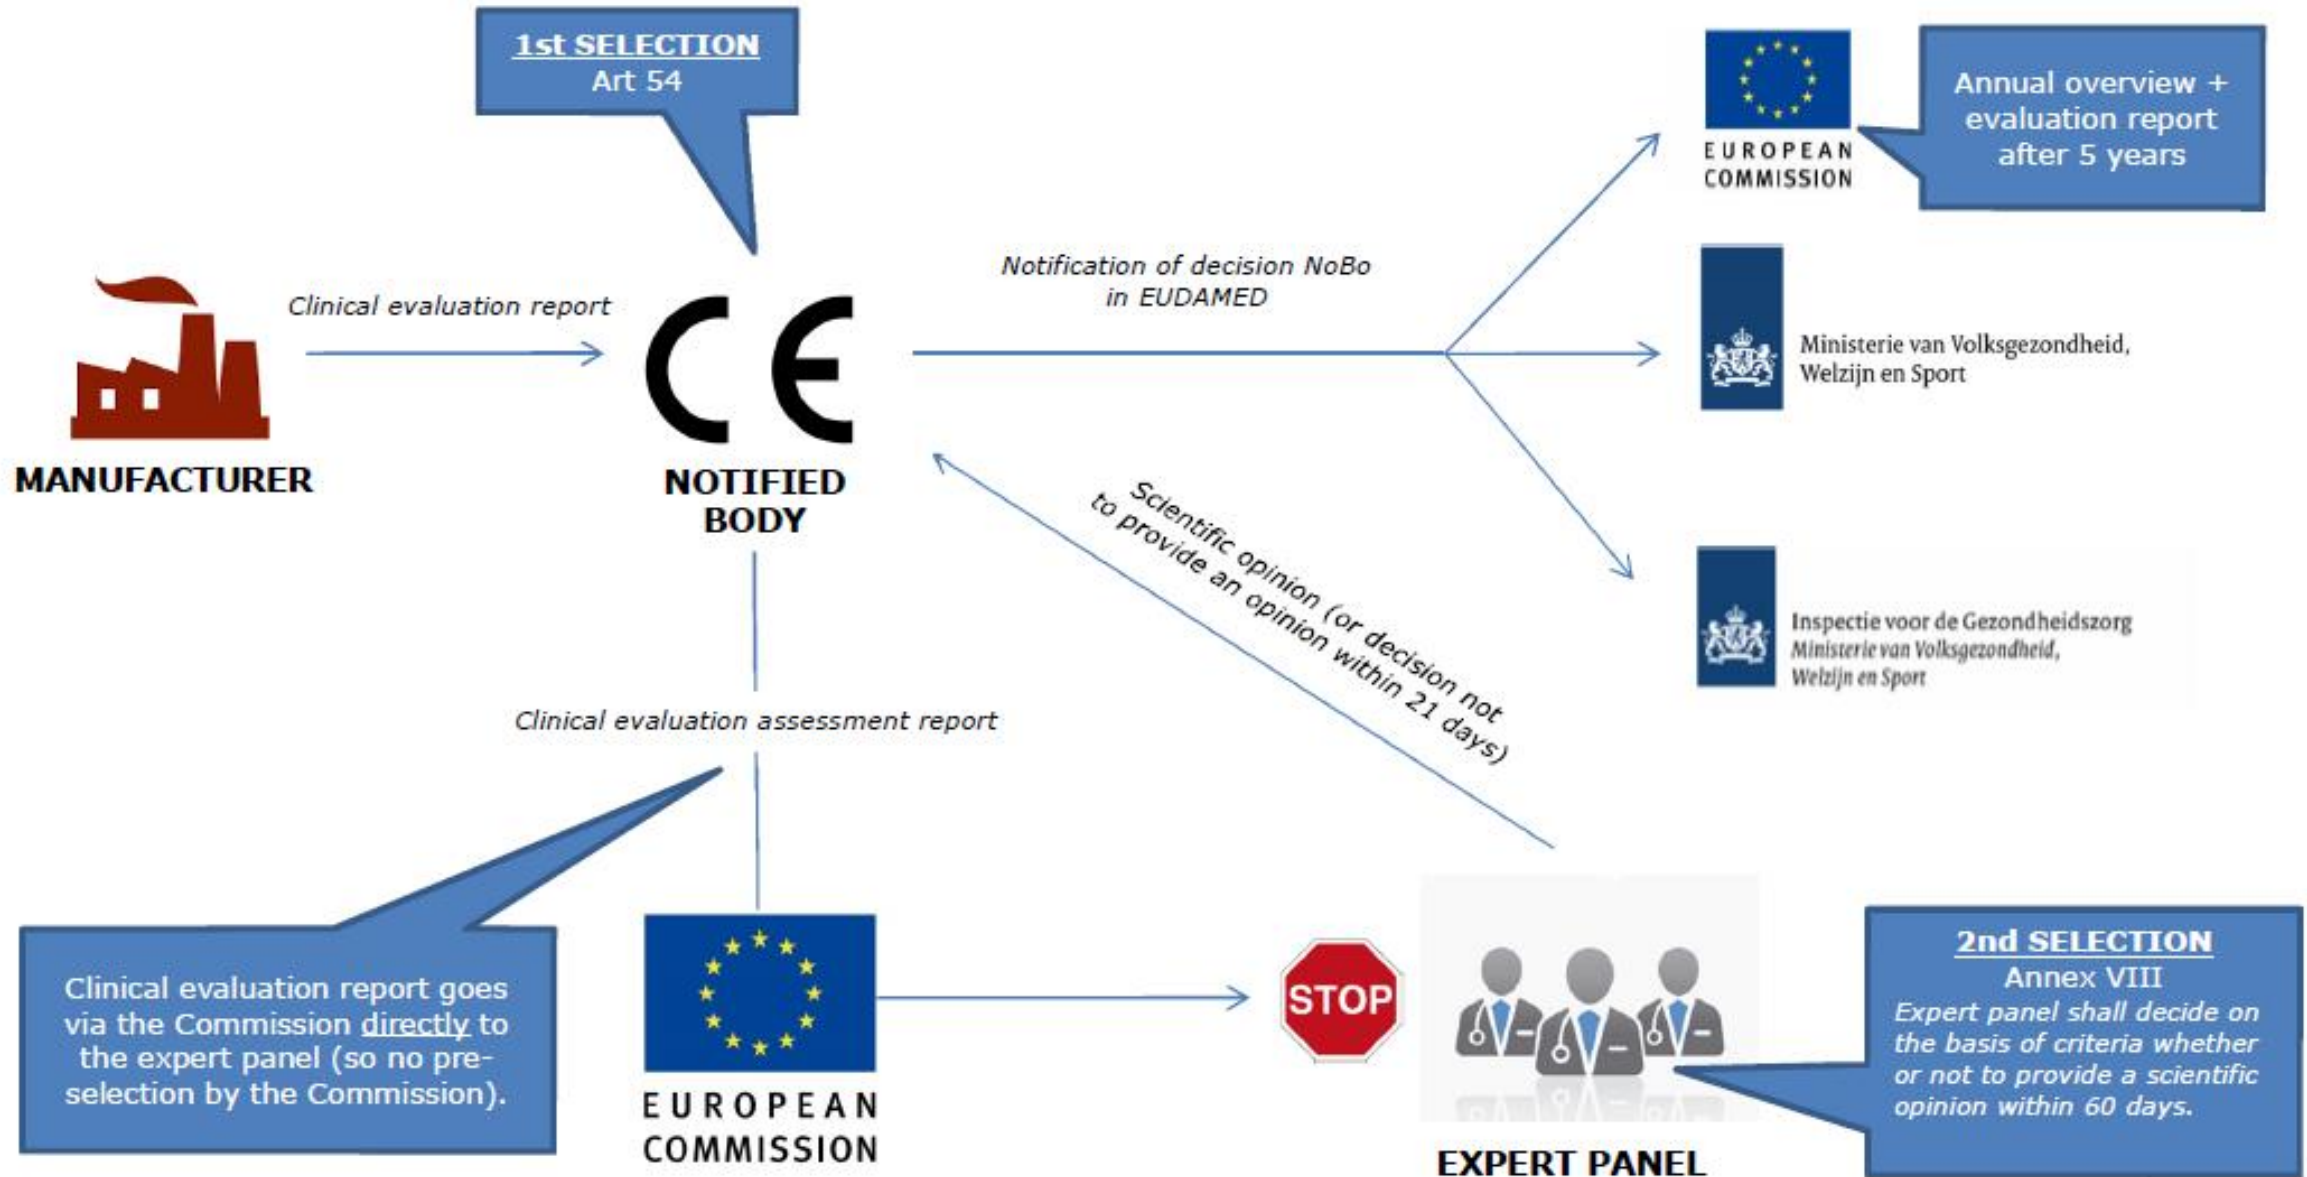 1st SELECTION
Art 54
EUROPEAN
COMMISSION
Annual overview +
evaluation report
after 5 years
Clinical evaluation report
Notification of decision NoBo
in EUDAMED
MANUFACTURER
CE
NOTIFIED
BODY
Ministerie van Volksgezondheid,
Welzijn en Sport
Scientific opinion (or decision not
to provide an opinion within 21 days)
Inspectie voor de Gezondheidszorg
Ministerie van Volksgezondheid,
Welzijn en Sport
Clinical evaluation assessment report
Clinical evaluation report goes
via the Commission directly to
the expert panel (so no pre-
selection by the Commission).
EUROPEAN
COMMISSION
STOP
EXPERT PANEL
2nd SELECTION
Annex VIII
Expert panel shall decide on
the basis of criteria whether
or not to provide a scientific
opinion within 60 days.